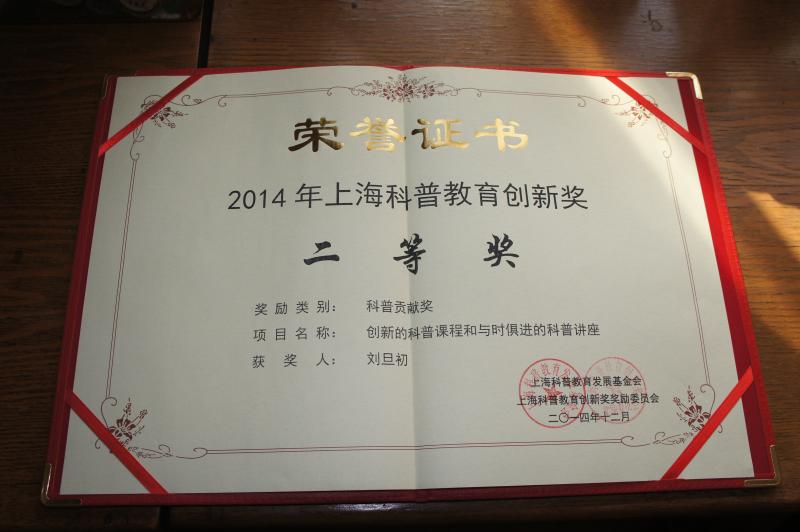 荣誉证书
2014年上海科普教育创新奖
二等奖
奖励类别： 科普贡献奖
项目名称： 创新的科普课程和与时俱进的科普讲座
获奖人： 刘旦初
上海科普教育发展基金会
上海科普教育创新奖奖励委员会
二〇一四年十二月